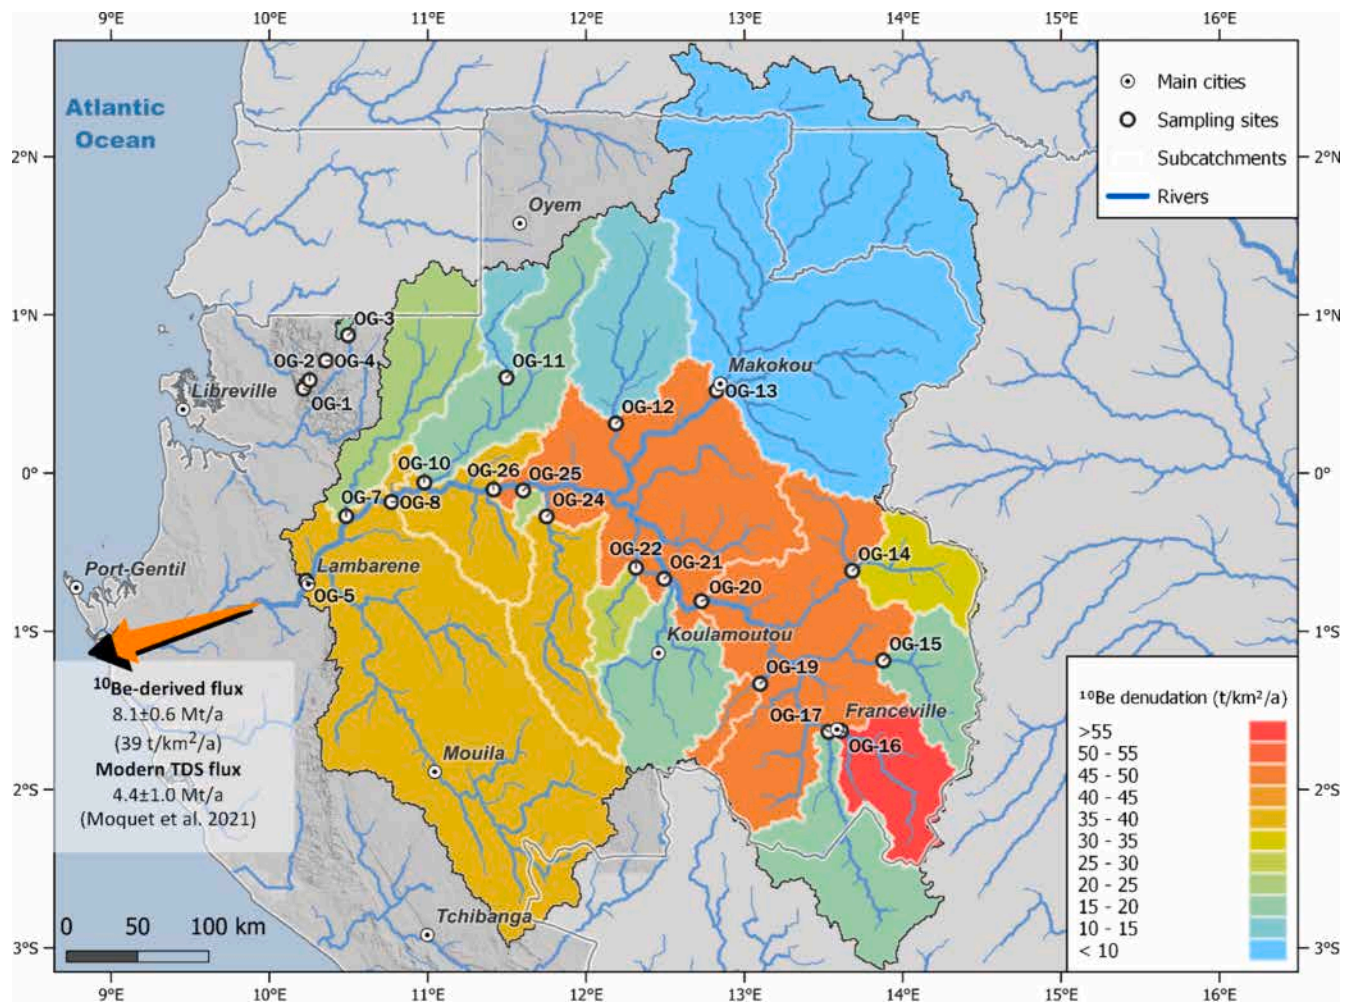 9°E 10°E 11°E 12°E 13°E 14°E 15°E 16°E
Atlantic
Ocean
Main cities
Sampling sites
Subcatchments
Rivers
2°N 2°N
Oyem
1°N 1°N
OG-3
OG-2 OG-4
OG-11
Makokou
Libreville
OG-1
OG-13
OG-12
0° 0°
OG-10
OG-26 OG-25
OG-7 OG-8 OG-24
OG-22
OG-14
OG-21
Port-Gentil
Lambarene
OG-5
OG-20
1°S 1°S
Koulamoutou
OG-15
OG-19
¹⁰Be-derived flux
8.1±0.6 Mt/a
(39 t/km²/a)
Modern TDS flux
4.4±1.0 Mt/a
(Moquet et al. 2021)
OG-17 Franceville
OG-16
Mouila
2°S 2°S
¹⁰Be denudation (t/km²/a)
>55
50 - 55
45 - 50
40 - 45
35 - 40
30 - 35
25 - 30
20 - 25
15 - 20
10 - 15
< 10
Tchibanga
0 50 100 km
3°S 3°S
9°E 10°E 11°E 12°E 13°E 14°E 15°E 16°E